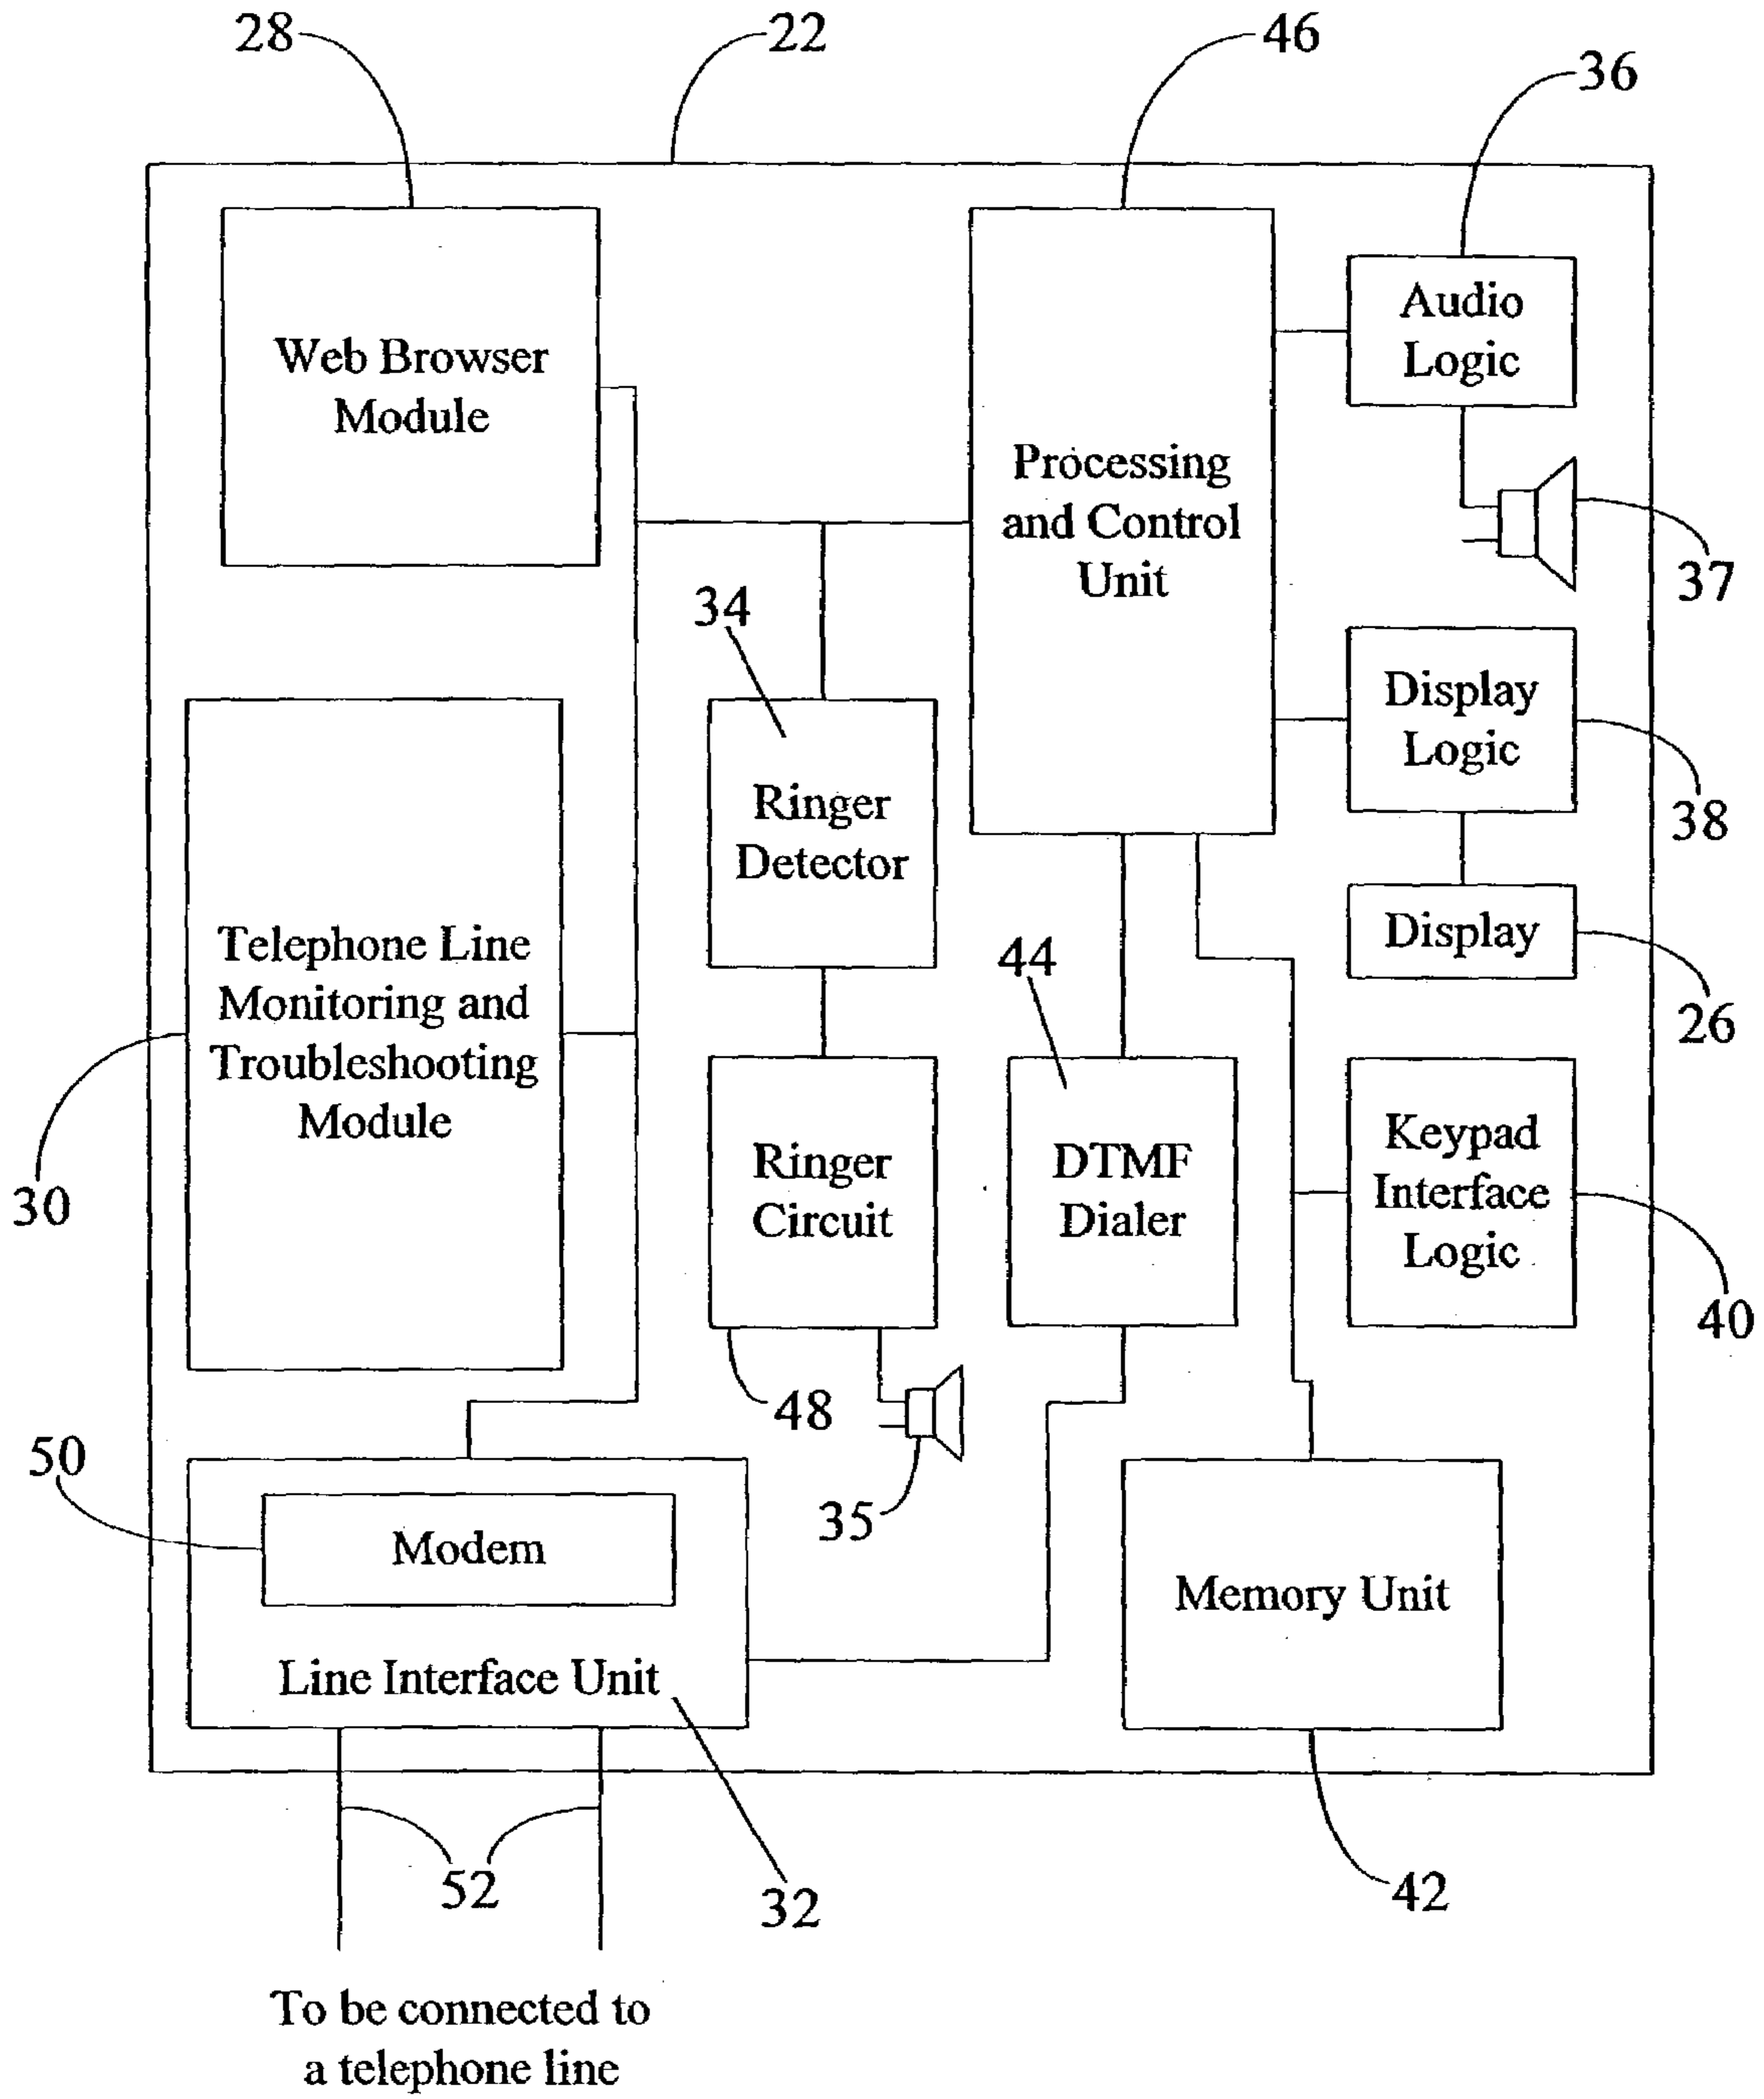 28
22
46
36
Web Browser
Module
Processing
and Control
Unit
Audio
Logic
37
34
Display
Logic
38
Ringer
Detector
Display
26
Telephone Line
Monitoring and
Troubleshooting
Module
30
44
Ringer
Circuit
DTMF
Dialer
Keypad
Interface
Logic
40
48
35
50
Modem
Line Interface Unit
Memory Unit
52
32
42
To be connected to
a telephone line